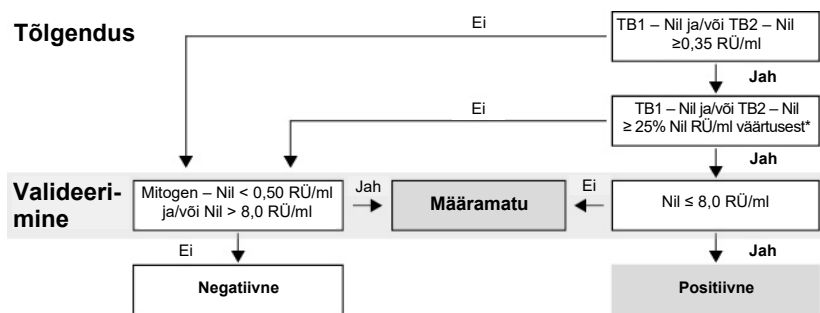 Tõlgendus
Ei
TB1 – Nil ja/või TB2 – Nil
≥0,35 RÜ/ml
Jah
Ei
TB1 – Nil ja/või TB2 – Nil
≥ 25% Nil RÜ/ml väärtusest*
Jah
Valideeri-
mine
Mitogen – Nil < 0,50 RÜ/ml
ja/või Nil > 8,0 RÜ/ml
Jah
Määramatu
Ei
Nil ≤ 8,0 RÜ/ml
Ei
Jah
Negatiivne
Positiivne